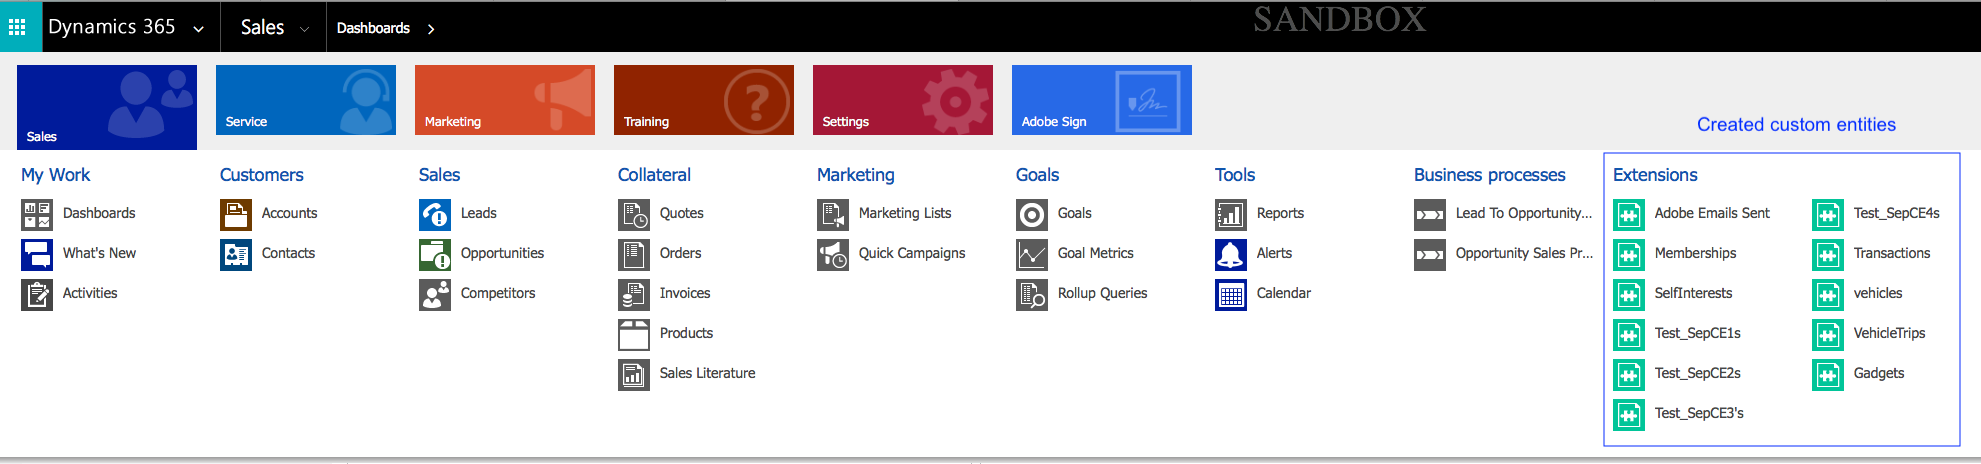 Dynamics 365 Sales Dashboards SANDBOX
Sales Service Marketing Training Settings Adobe Sign
Created custom entities
My Work
Dashboards
What's New
Activities
Customers
Accounts
Contacts
Sales
Leads
Opportunities
Competitors
Collateral
Quotes
Orders
Invoices
Products
Sales Literature
Marketing
Marketing Lists
Quick Campaigns
Goals
Goals
Goal Metrics
Rollup Queries
Tools
Reports
Alerts
Calendar
Business processes
Lead To Opportunity...
Opportunity Sales Pr...
Extensions
Adobe Emails Sent
Memberships
SelfInterests
Test_SepCE1s
Test_SepCE2s
Test_SepCE3's
Test_SepCE4s
Transactions
vehicles
VehicleTrips
Gadgets